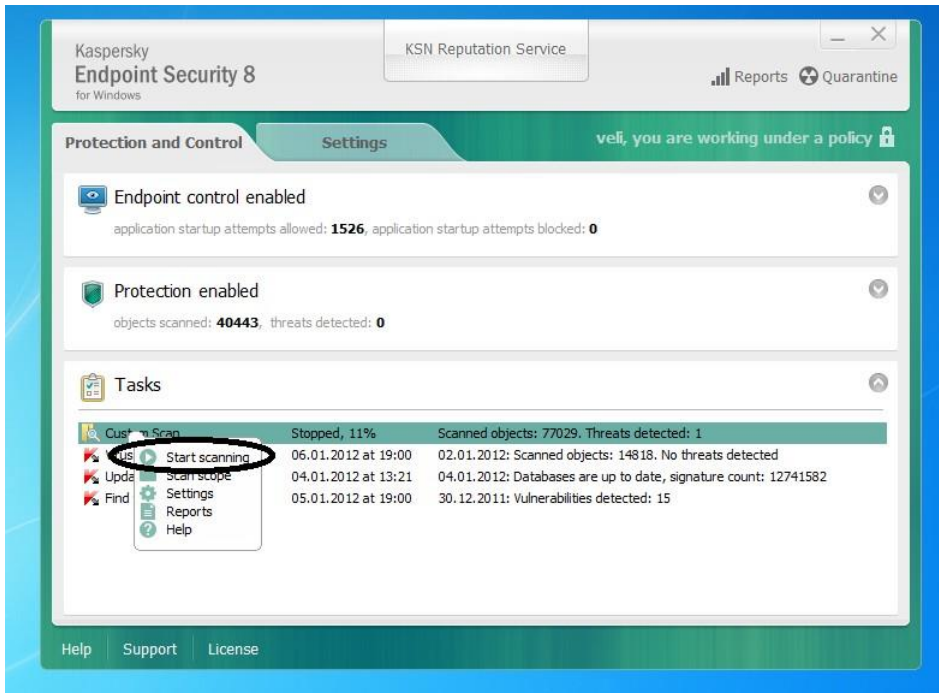 Kaspersky
Endpoint Security 8
for Windows
KSN Reputation Service
Reports Quarantine
Protection and Control Settings veli, you are working under a policy
Endpoint control enabled
application startup attempts allowed: 1526, application startup attempts blocked: 0
Protection enabled
objects scanned: 40443, threats detected: 0
Tasks
Custom Scan Stopped, 11% Scanned objects: 77029. Threats detected: 1
06.01.2012 at 19:00 02.01.2012: Scanned objects: 14818. No threats detected
04.01.2012 at 13:21 04.01.2012: Databases are up to date, signature count: 12741582
Find 05.01.2012 at 19:00 30.12.2011: Vulnerabilities detected: 15
Start scanning
Scan scope
Settings
Reports
Help
Help Support License